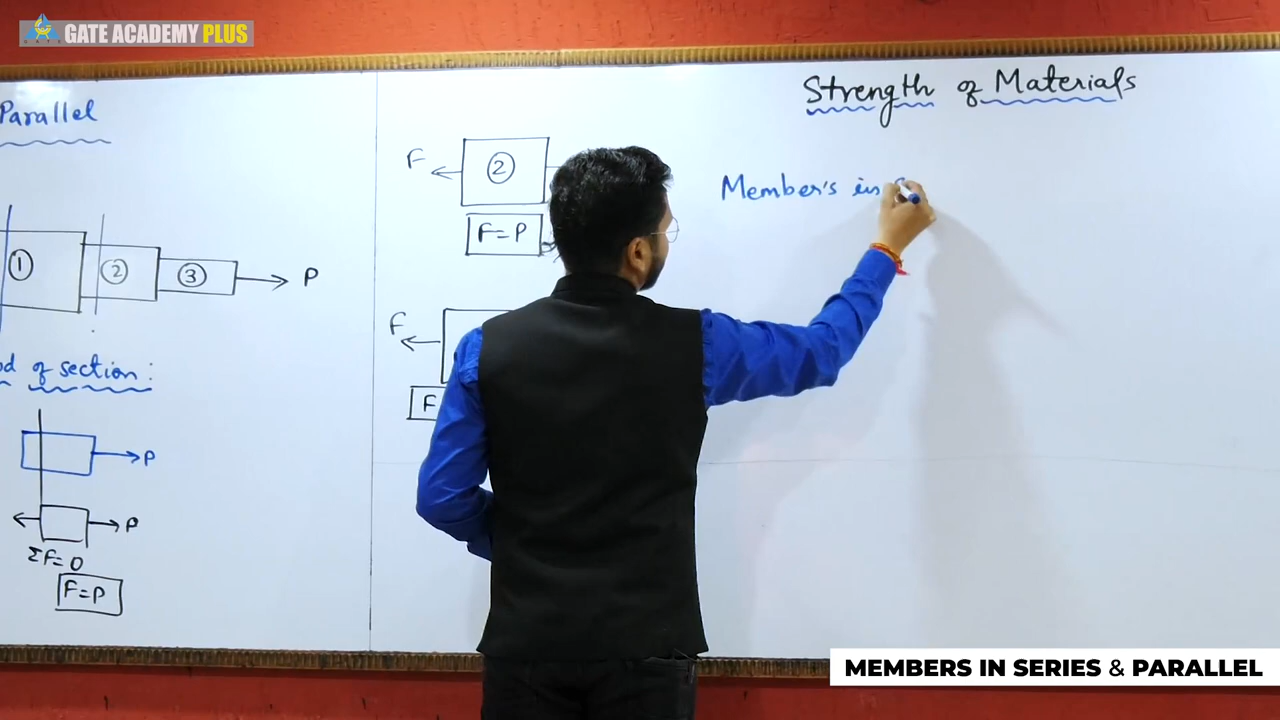 GATE ACADEMY PLUS
Parallel
1
2
3
P
of section:
P
P
ΣF=0
F=P
F
2
F=P
F
F
Strength of Materials
Member's in
MEMBERS IN SERIES & PARALLEL